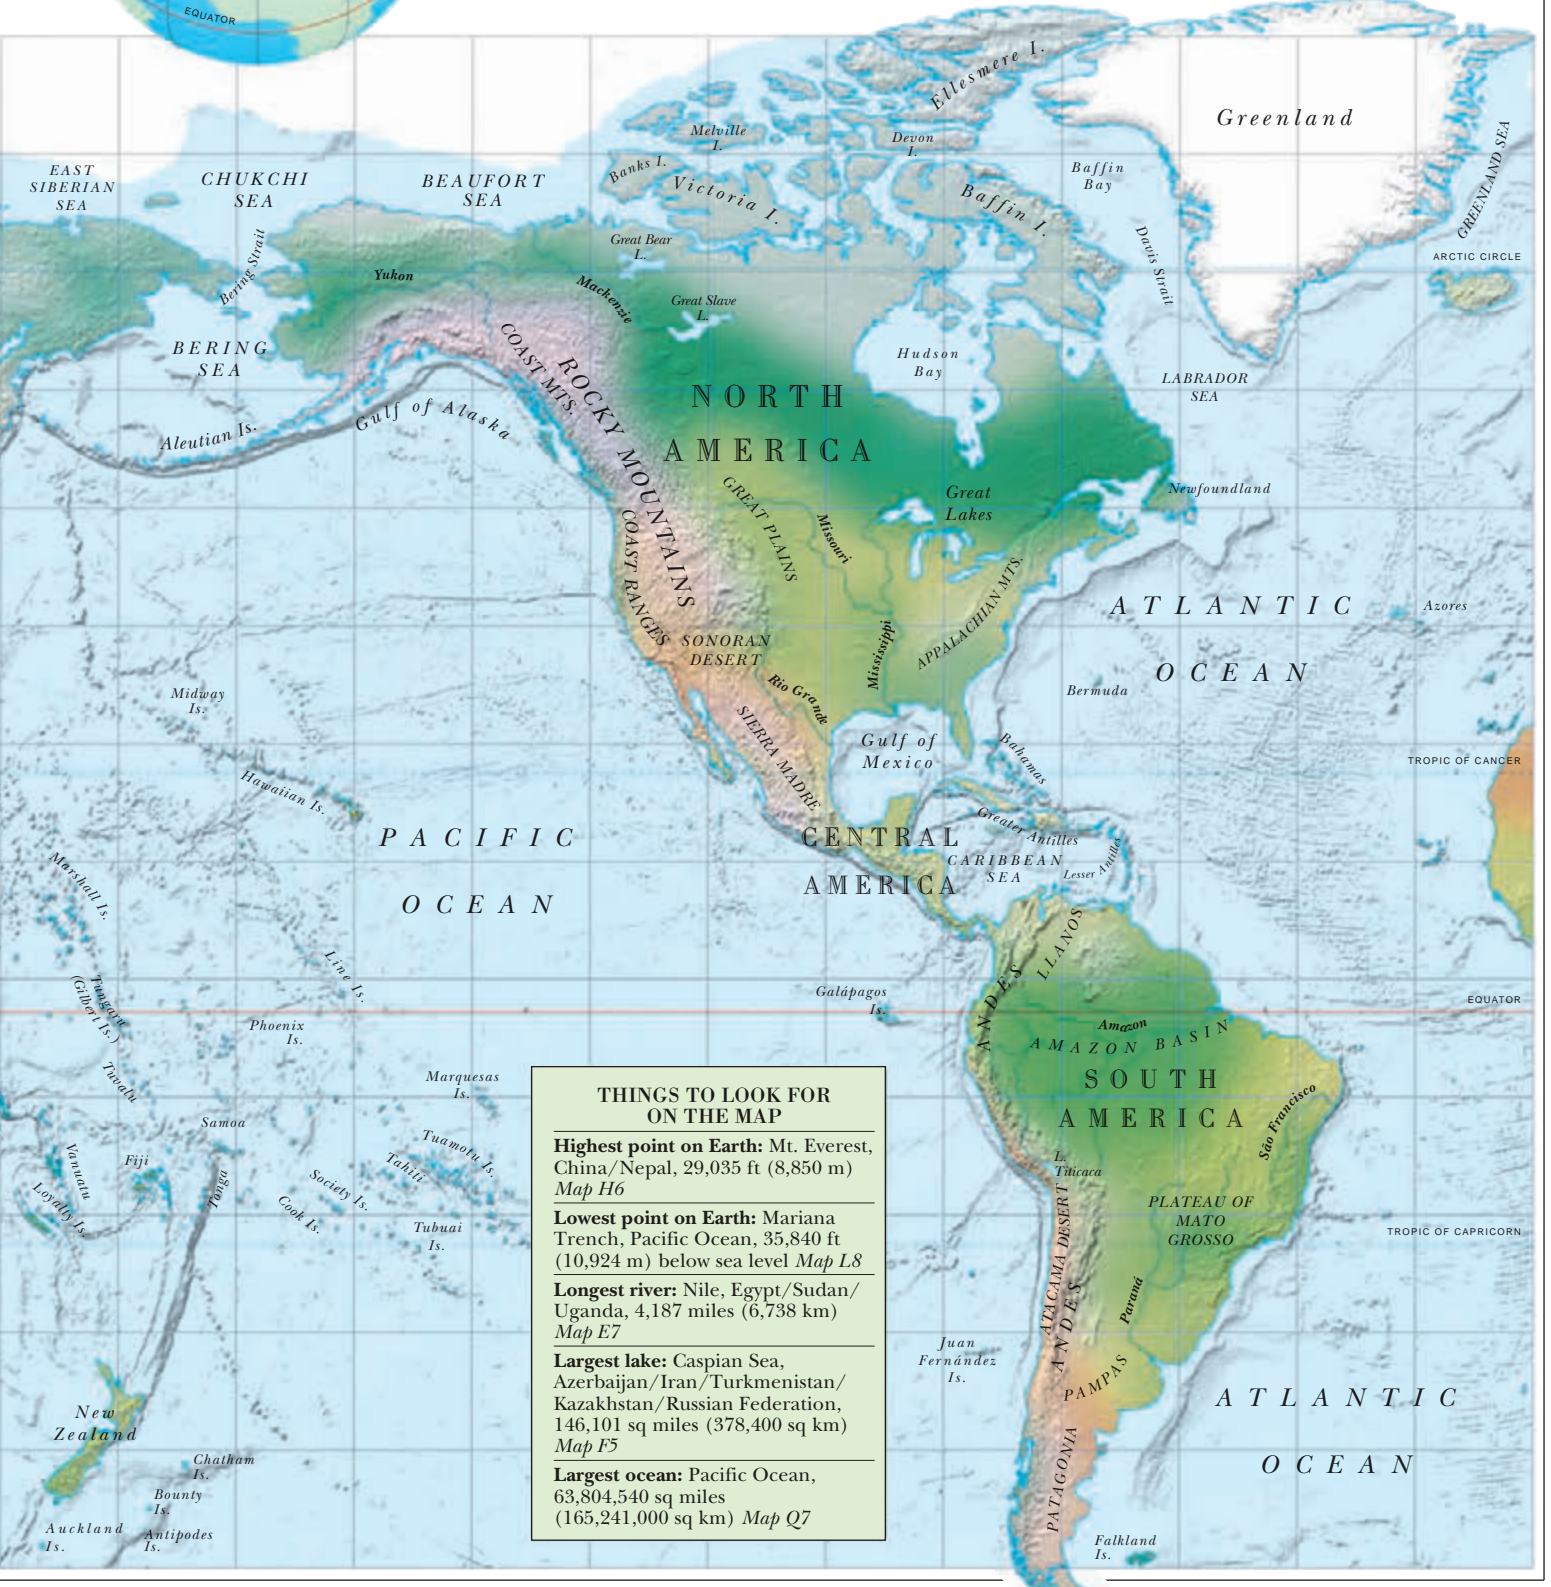 EQUATOR
Ellesmere I.
Greenland
Melville
I.
Devon
I.
GREENLAND SEA
EAST
SIBERIAN
SEA
CHUKCHI
SEA
BEAUFORT
SEA
Banks I.
Victoria I.
Baffin I.
Baffin
Bay
Bering Strait
Great Bear
L.
Davis Strait
ARCTIC CIRCLE
Yukon
Mackenzie
Great Slave
L.
BERING
SEA
COAST MTS.
ROCKY MOUNTAINS
Hudson
Bay
LABRADOR
SEA
NORTH
AMERICA
Aleutian Is.
Gulf of Alaska
GREAT PLAINS
Missouri
Great
Lakes
Newfoundland
COAST RANGES
APPALACHIAN MTS.
ATLANTIC
OCEAN
Azores
SONORAN
DESERT
Mississippi
Rio Grande
Bermuda
Midway
Is.
SIERRA MADRE
Gulf of
Mexico
Bahamas
TROPIC OF CANCER
Hawaiian Is.
PACIFIC
OCEAN
CENTRAL
AMERICA
Greater Antilles
CARIBBEAN
SEA
Lesser Antilles
Marshall Is.
LLANOS
Line Is.
Tungaru
(Gilbert Is.)
ANDES
Galápagos
Is.
EQUATOR
Phoenix
Is.
Amazon
AMAZON BASIN
Tuvalu
Marquesas
Is.
SOUTH
AMERICA
São Francisco
Samoa
Vanuatu
Fiji
Tonga
Loyalty Is.
Tuamotu Is.
Tahiti
Society Is.
Cook Is.
Tubuai
Is.
L.
Titicaca
PLATEAU OF
MATO
GROSSO
TROPIC OF CAPRICORN
ATACAMA DESERT
ANDES
Paraná
Juan
Fernández
Is.
PAMPAS
ATLANTIC
OCEAN
New
Zealand
PATAGONIA
Chatham
Is.
Bounty
Is.
Auckland
Is.
Antipodes
Is.
Falkland
Is.
THINGS TO LOOK FOR
ON THE MAP
Highest point on Earth: Mt. Everest,
China/Nepal, 29,035 ft (8,850 m)
Map H6
Lowest point on Earth: Mariana
Trench, Pacific Ocean, 35,840 ft
(10,924 m) below sea level Map L8
Longest river: Nile, Egypt/Sudan/
Uganda, 4,187 miles (6,738 km)
Map E7
Largest lake: Caspian Sea,
Azerbaijan/Iran/Turkmenistan/
Kazakhstan/Russian Federation,
146,101 sq miles (378,400 sq km)
Map F5
Largest ocean: Pacific Ocean,
63,804,540 sq miles
(165,241,000 sq km) Map Q7